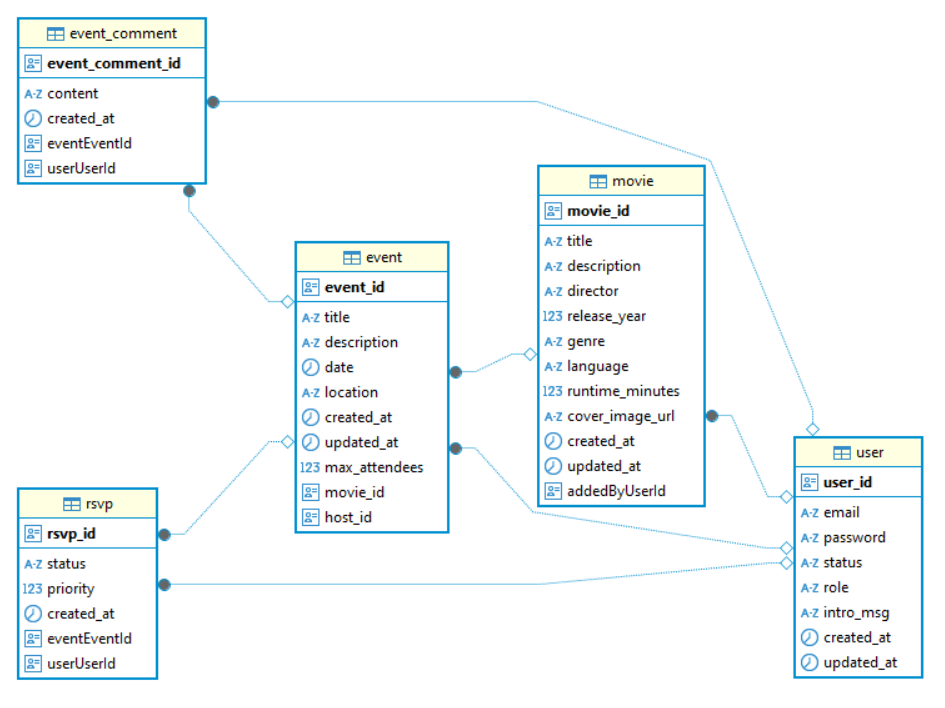 event_comment
event_comment_id
A-Z content
created_at
eventEventId
userUserId
movie
movie_id
A-Z title
A-Z description
A-Z director
123 release_year
A-Z genre
A-Z language
123 runtime_minutes
A-Z cover_image_url
created_at
updated_at
addedByUserId
event
event_id
A-Z title
A-Z description
date
A-Z location
created_at
updated_at
123 max_attendees
movie_id
host_id
user
user_id
A-Z email
A-Z password
A-Z status
A-Z role
A-Z intro_msg
created_at
updated_at
rsvp
rsvp_id
A-Z status
123 priority
created_at
eventEventId
userUserId